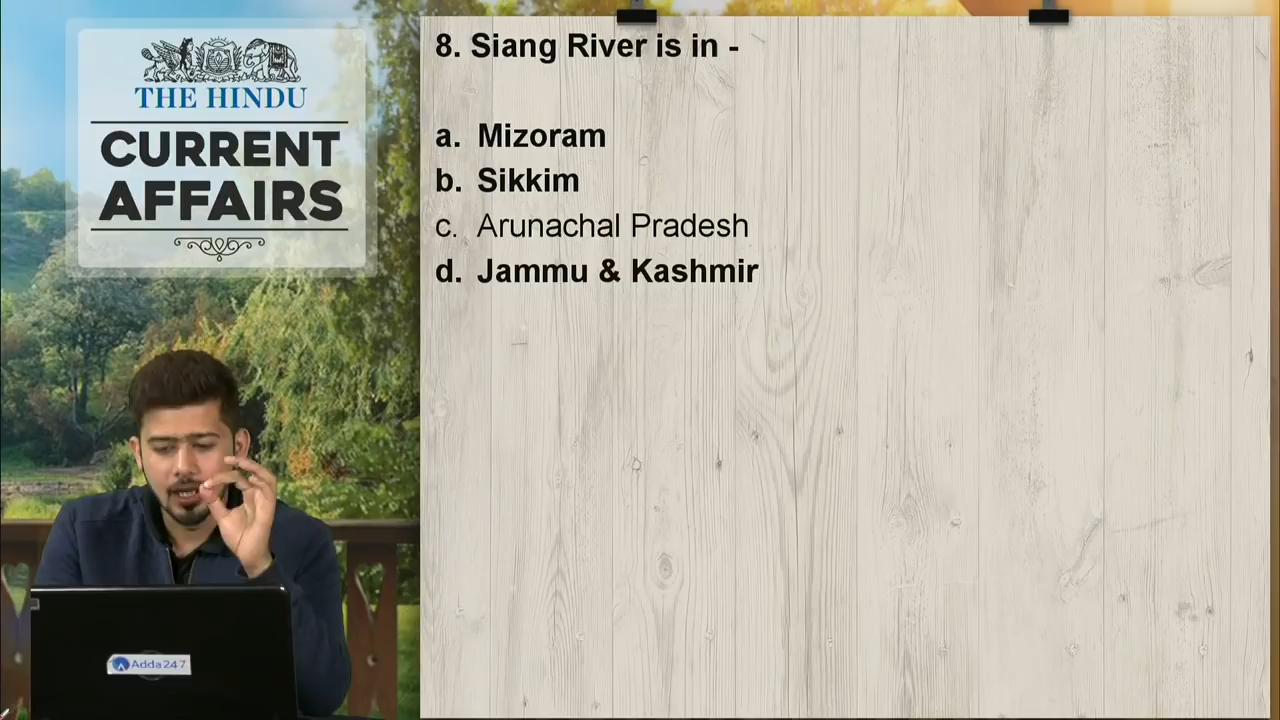 THE HINDU
CURRENT
AFFAIRS
8. Siang River is in -
a. Mizoram
b. Sikkim
c. Arunachal Pradesh
d. Jammu & Kashmir
Adda247